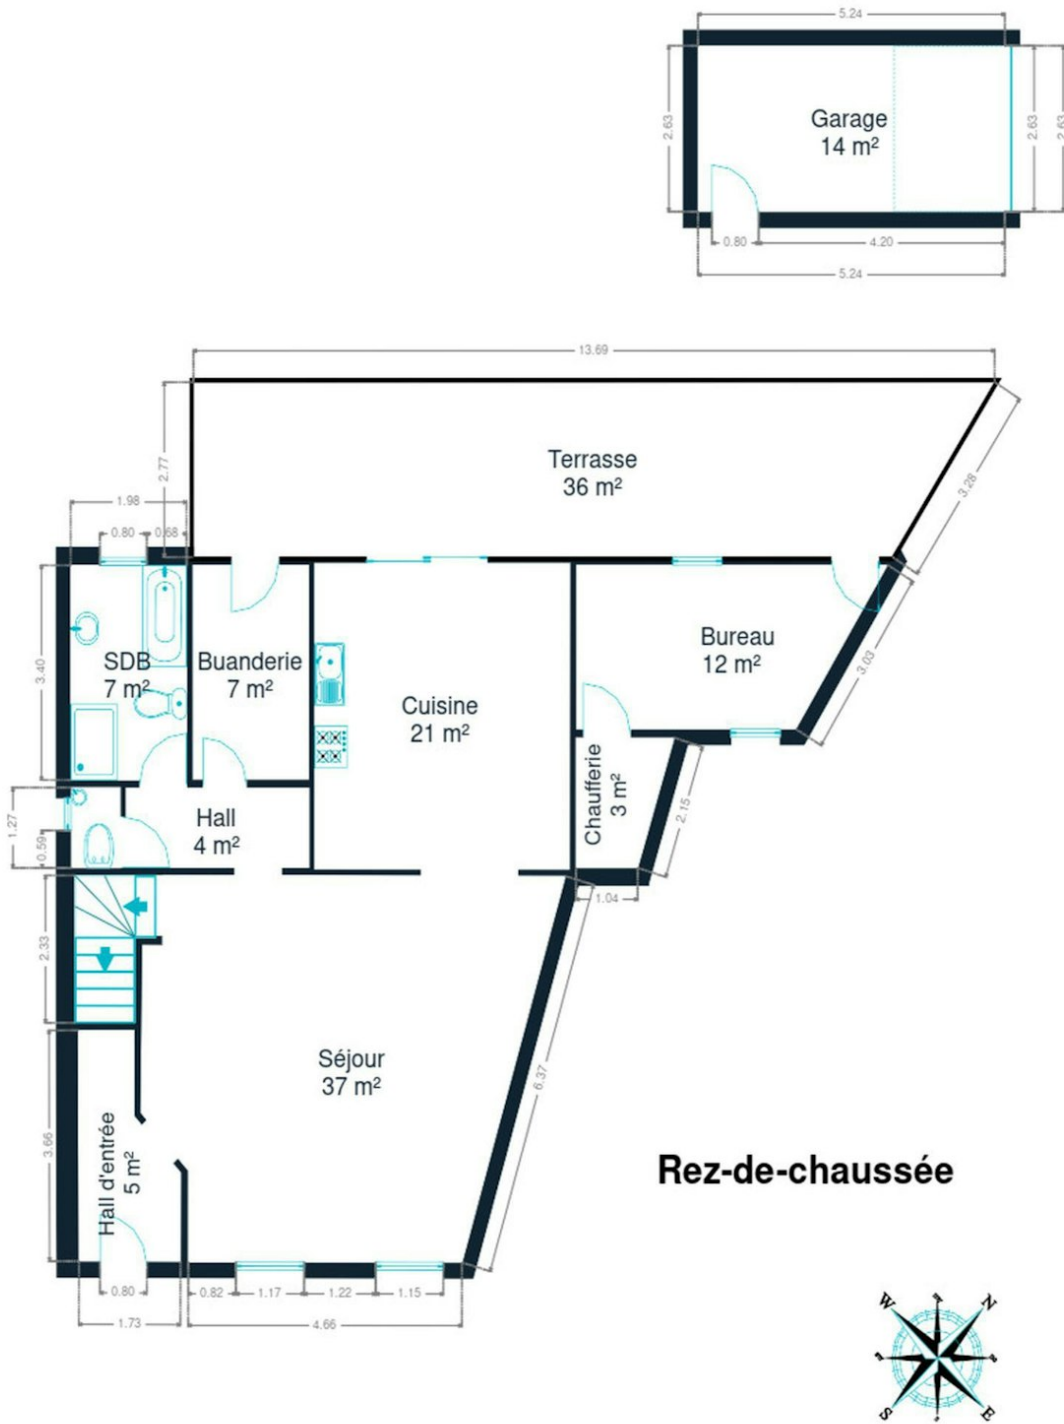 5.24
2.63
2.63
2.63
Garage
14 m²
0.80
4.20
5.24
13.69
2.77
Terrasse
36 m²
3.28
1.98
0.80
0.68
3.40
SDB
7 m²
Buanderie
7 m²
Cuisine
21 m²
Bureau
12 m²
3.03
Chaufferie
3 m²
2.15
1.27
0.59
Hall
4 m²
1.04
2.33
Séjour
37 m²
6.37
3.66
Hall d'entrée
5 m²
Rez-de-chaussée
0.80
0.82
1.17
1.22
1.15
1.73
4.66
W
N
S
E